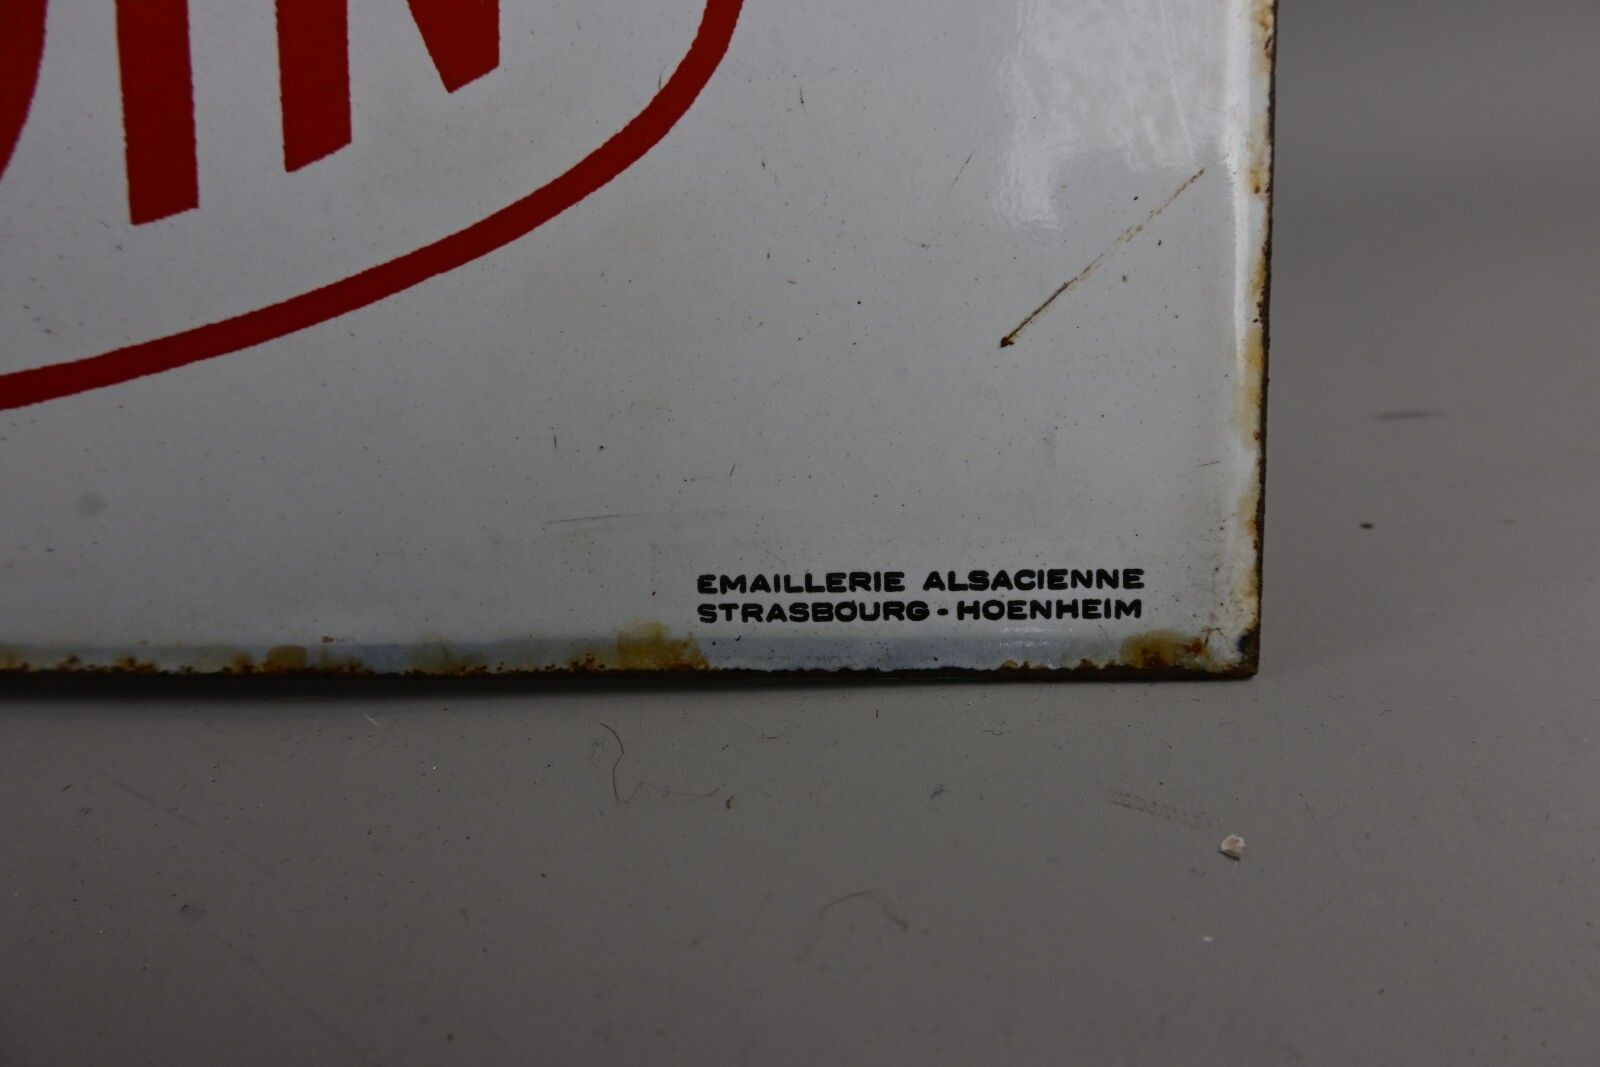 EMAILLERIE ALSACIENNE
STRASBOURG - HOENHEIM